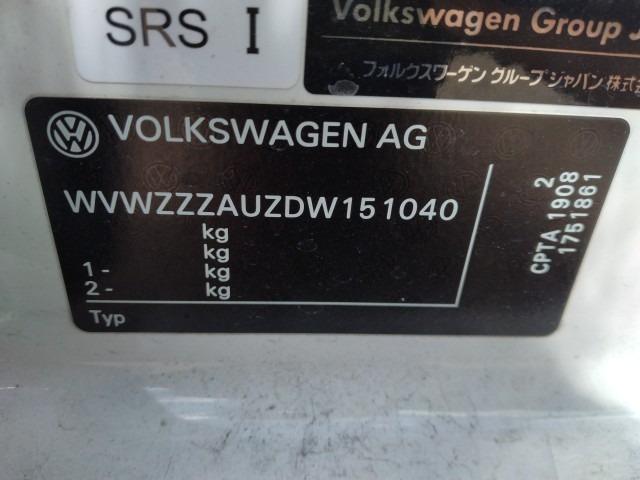 SRS I
Volkswagen Group J
フォルクスワーゲン グループ ジャパン 株式
VOLKSWAGEN AG
WVWZZZAUZDW151040
kg
kg
1 - kg
2 - kg
Typ
2
CPTA 1908
1751861